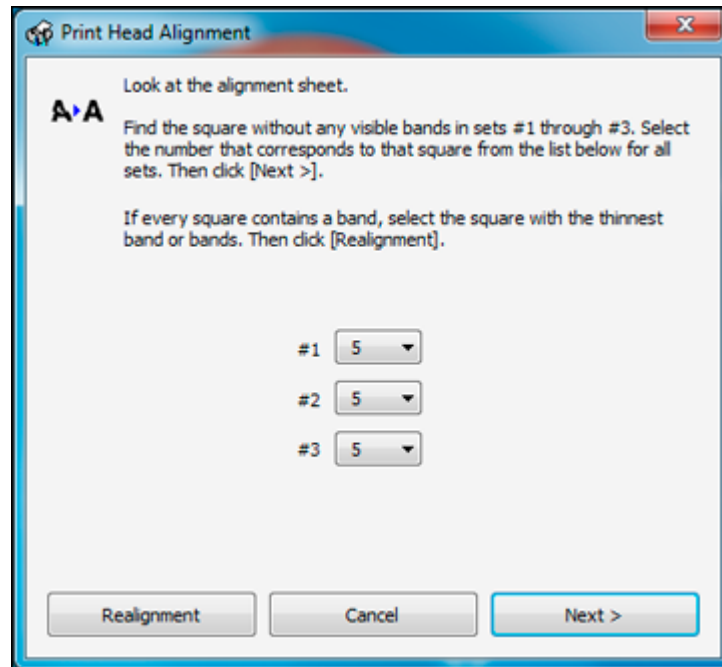 Print Head Alignment
Look at the alignment sheet.
A A
Find the square without any visible bands in sets #1 through #3. Select
the number that corresponds to that square from the list below for all
sets. Then click [Next >].
If every square contains a band, select the square with the thinnest
band or bands. Then click [Realignment].
#1 5
#2 5
#3 5
Realignment Cancel Next >